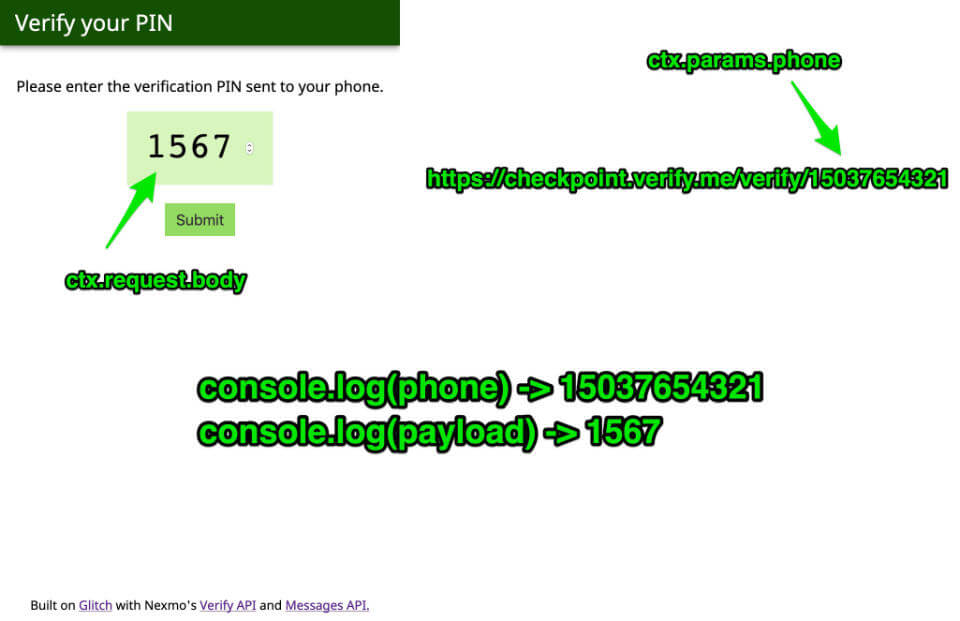 Verify your PIN
Please enter the verification PIN sent to your phone.
1567
Submit
ctx.request.body
ctx.params.phone
https://checkpoint.verify.me/verify/15037654321
console.log(phone) -> 15037654321
console.log(payload) -> 1567
Built on Glitch with Nexmo's Verify API and Messages API.